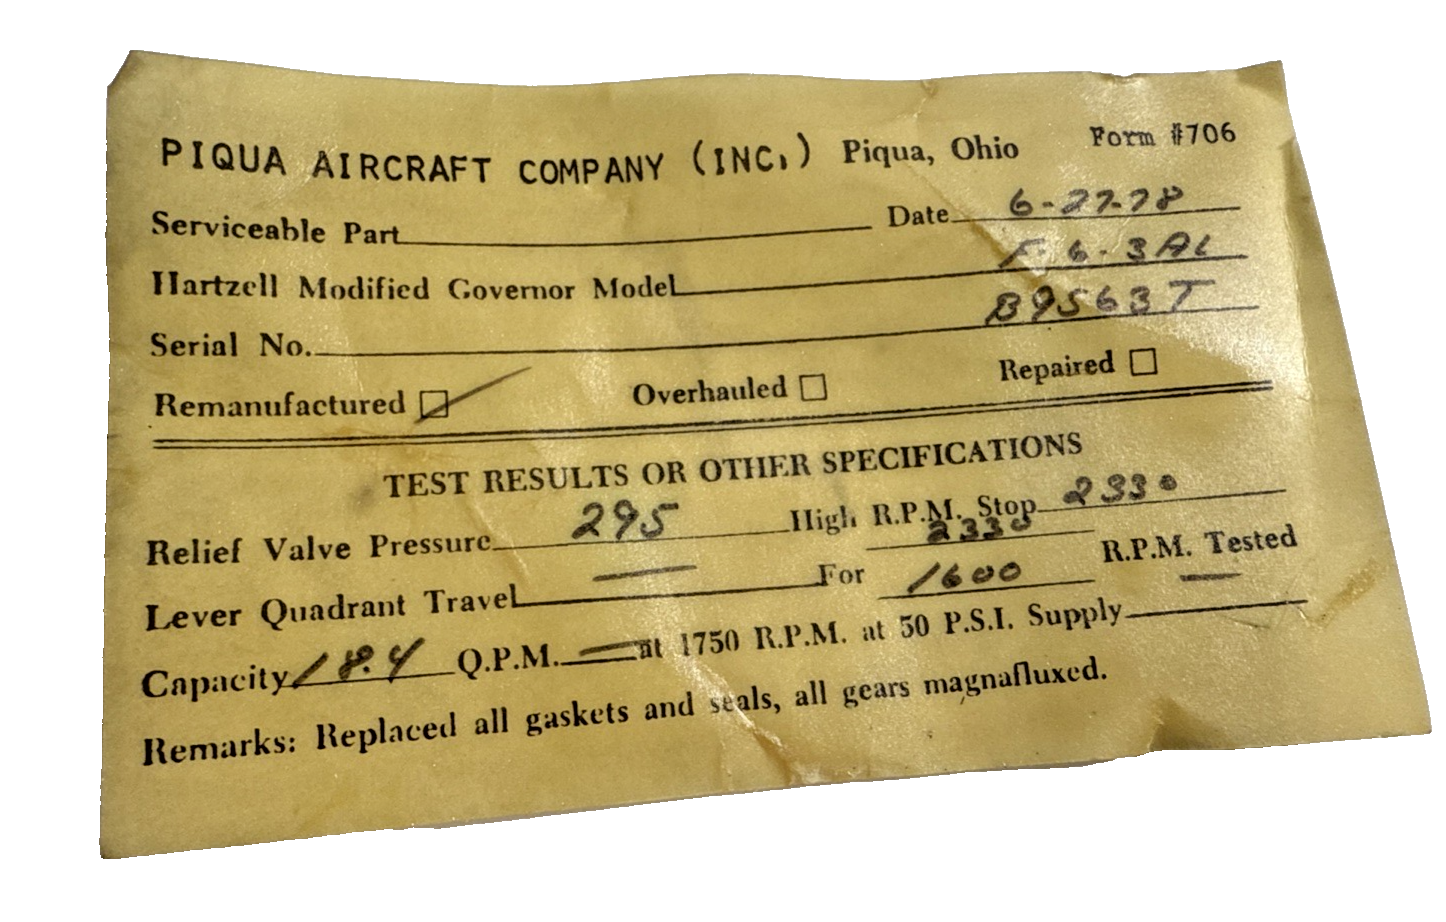 PIQUA AIRCRAFT COMPANY (INC.) Piqua, Ohio Form #706
Serviceable Part Date 6-27-78
Hartzell Modified Governor Model F-6-3AL
Serial No. B9563T
Remanufactured Overhauled Repaired
TEST RESULTS OR OTHER SPECIFICATIONS
Relief Valve Pressure 295 High R.P.M. Stop 2330
2330
Lever Quadrant Travel — For 1600 R.P.M. Tested
Capacity 18.4 Q.P.M. — at 1750 R.P.M. at 50 P.S.I. Supply —
Remarks: Replaced all gaskets and seals, all gears magnafluxed.